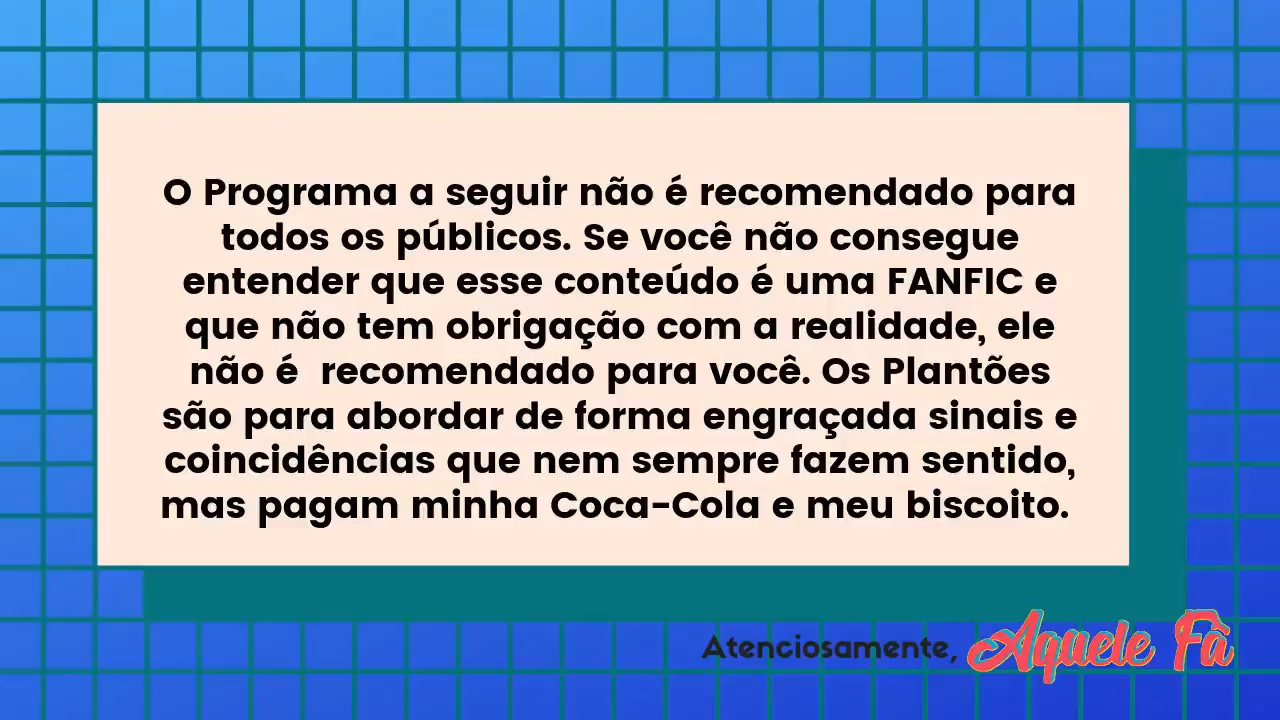 O Programa a seguir não é recomendado para
todos os públicos. Se você não consegue
entender que esse conteúdo é uma FANFIC e
que não tem obrigação com a realidade, ele
não é  recomendado para você. Os Plantões
são para abordar de forma engraçada sinais e
coincidências que nem sempre fazem sentido,
mas pagam minha Coca-Cola e meu biscoito.
Atenciosamente, Aquele Fã